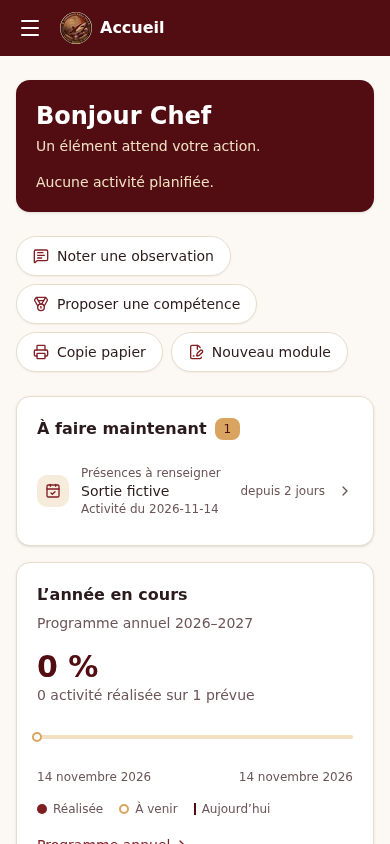 Accueil
Bonjour Chef
Un élément attend votre action.
Aucune activité planifiée.
Noter une observation
Proposer une compétence
Copie papier
Nouveau module
À faire maintenant 1
Présences à renseigner
Sortie fictive
depuis 2 jours
Activité du 2026-11-14
L’année en cours
Programme annuel 2026–2027
0 %
0 activité réalisée sur 1 prévue
14 novembre 2026 14 novembre 2026
Réalisée À venir Aujourd’hui
Programme annuel